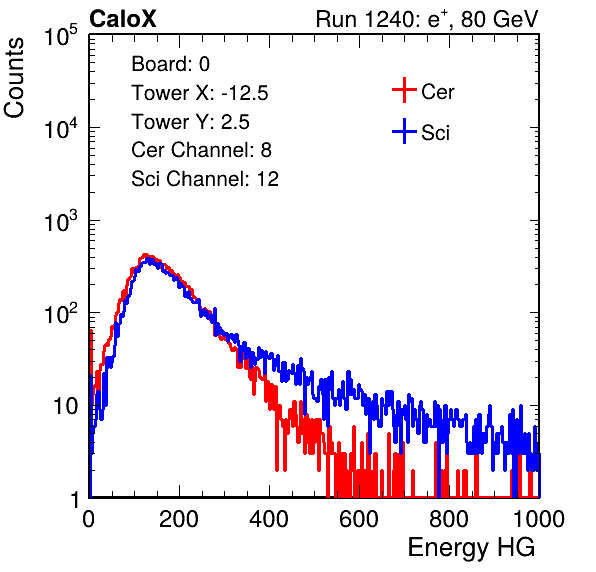 CaloX Run 1240: e⁺, 80 GeV
Counts
Board: 0
Tower X: -12.5
Tower Y: 2.5
Cer Channel: 8
Sci Channel: 12
Cer
Sci
10⁵
10⁴
10³
10²
10
1
0 200 400 600 800 1000
Energy HG